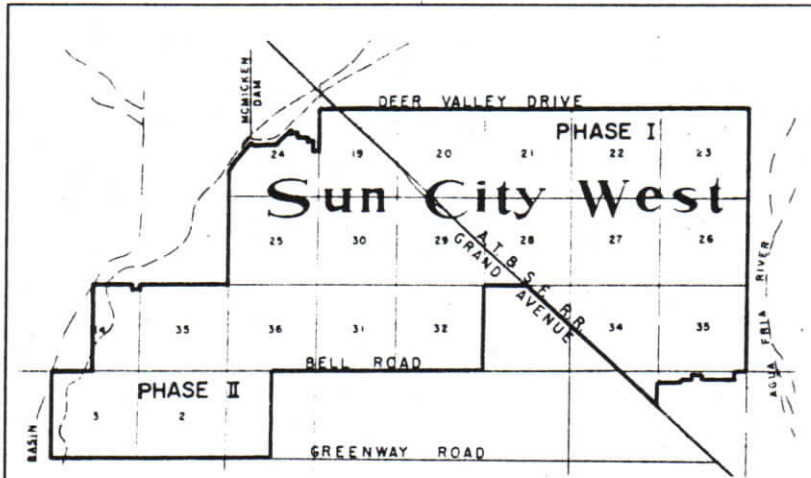 MCMICKEN DAM
DEER VALLEY DRIVE
PHASE I
24 19 20 21 22 23
Sun City West
25 30 29 28 27 26
A.T. & S.F. R.R.
GRAND AVENUE
AGUA FRIA RIVER
35 36 31 32 34 35
BELL ROAD
PHASE II
3 2
BASIN
GREENWAY ROAD